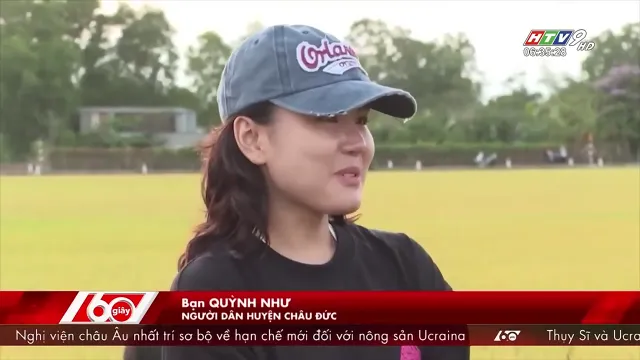 HTV9 HD
06:35:28
Orlando
60 giây
Bạn QUỲNH NHƯ
NGƯỜI DÂN HUYỆN CHÂU ĐỨC
Nghị viện châu Âu nhất trí sơ bộ về hạn chế mới đối với nông sản Ucraina 60 giây Thụy Sĩ và Ucra